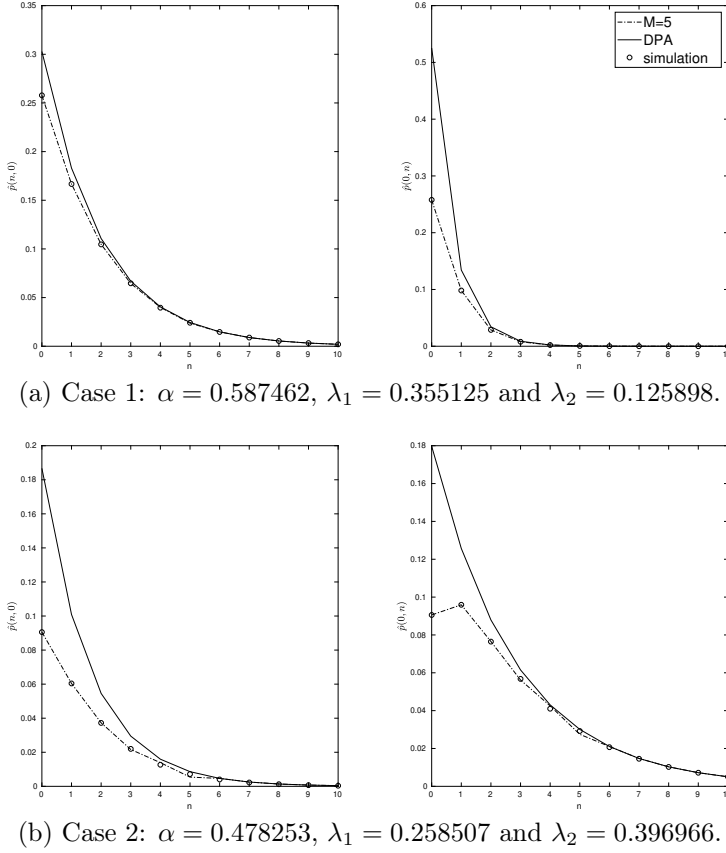 0.35
0.3
0.25
0.2
0.15
0.1
0.05
0
p̂(n, 0)
0 1 2 3 4 5 6 7 8 9 10
n
0.6
0.5
0.4
0.3
0.2
0.1
0
p̂(0, n)
M=5
DPA
simulation
0 1 2 3 4 5 6 7 8 9 1
n
(a) Case 1: α = 0.587462, λ₁ = 0.355125 and λ₂ = 0.125898.
0.2
0.18
0.16
0.14
0.12
0.1
0.08
0.06
0.04
0.02
0
p̂(n, 0)
0 1 2 3 4 5 6 7 8 9 10
n
0.18
0.16
0.14
0.12
0.1
0.08
0.06
0.04
0.02
0
p̂(0, n)
0 1 2 3 4 5 6 7 8 9 1
n
(b) Case 2: α = 0.478253, λ₁ = 0.258507 and λ₂ = 0.396966.